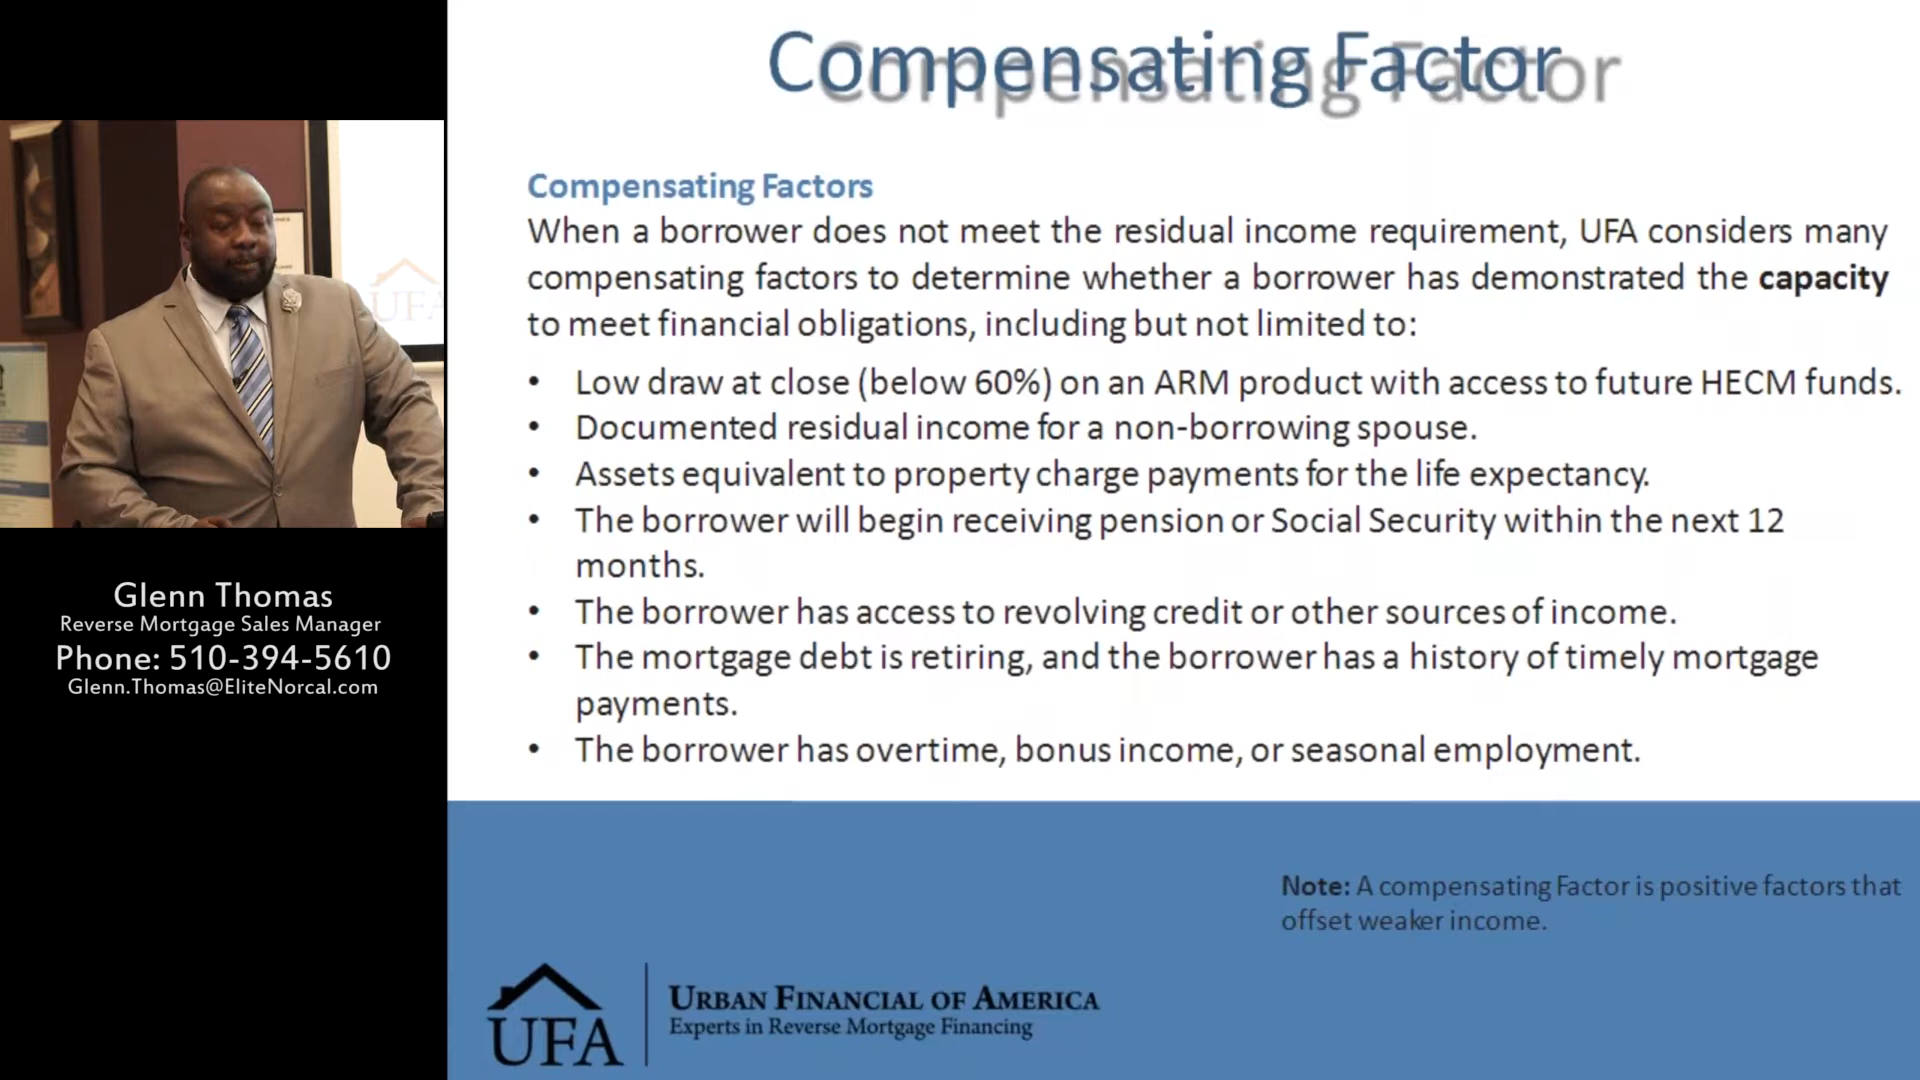 Compensating Factor
Compensating Factors
When a borrower does not meet the residual income requirement, UFA considers many
compensating factors to determine whether a borrower has demonstrated the capacity
to meet financial obligations, including but not limited to:
• Low draw at close (below 60%) on an ARM product with access to future HECM funds.
• Documented residual income for a non-borrowing spouse.
• Assets equivalent to property charge payments for the life expectancy.
• The borrower will begin receiving pension or Social Security within the next 12
months.
• The borrower has access to revolving credit or other sources of income.
• The mortgage debt is retiring, and the borrower has a history of timely mortgage
payments.
• The borrower has overtime, bonus income, or seasonal employment.
Note: A compensating Factor is positive factors that
offset weaker income.
UFA
URBAN FINANCIAL OF AMERICA
Experts in Reverse Mortgage Financing
UFA
Glenn Thomas
Reverse Mortgage Sales Manager
Phone: 510-394-5610
Glenn.Thomas@EliteNorcal.com